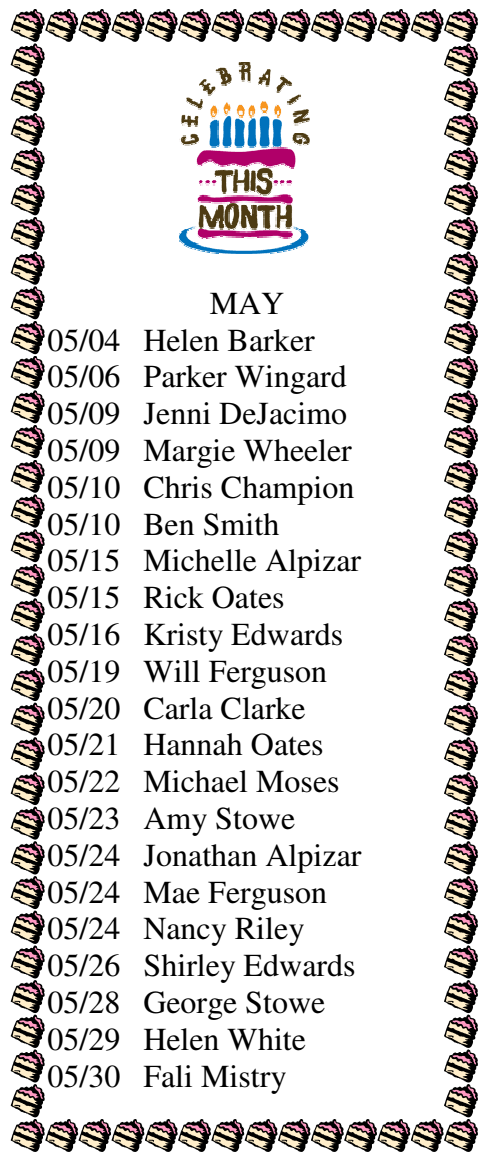 CELEBRATING
THIS
MONTH
MAY
05/04 Helen Barker
05/06 Parker Wingard
05/09 Jenni DeJacimo
05/09 Margie Wheeler
05/10 Chris Champion
05/10 Ben Smith
05/15 Michelle Alpizar
05/15 Rick Oates
05/16 Kristy Edwards
05/19 Will Ferguson
05/20 Carla Clarke
05/21 Hannah Oates
05/22 Michael Moses
05/23 Amy Stowe
05/24 Jonathan Alpizar
05/24 Mae Ferguson
05/24 Nancy Riley
05/26 Shirley Edwards
05/28 George Stowe
05/29 Helen White
05/30 Fali Mistry